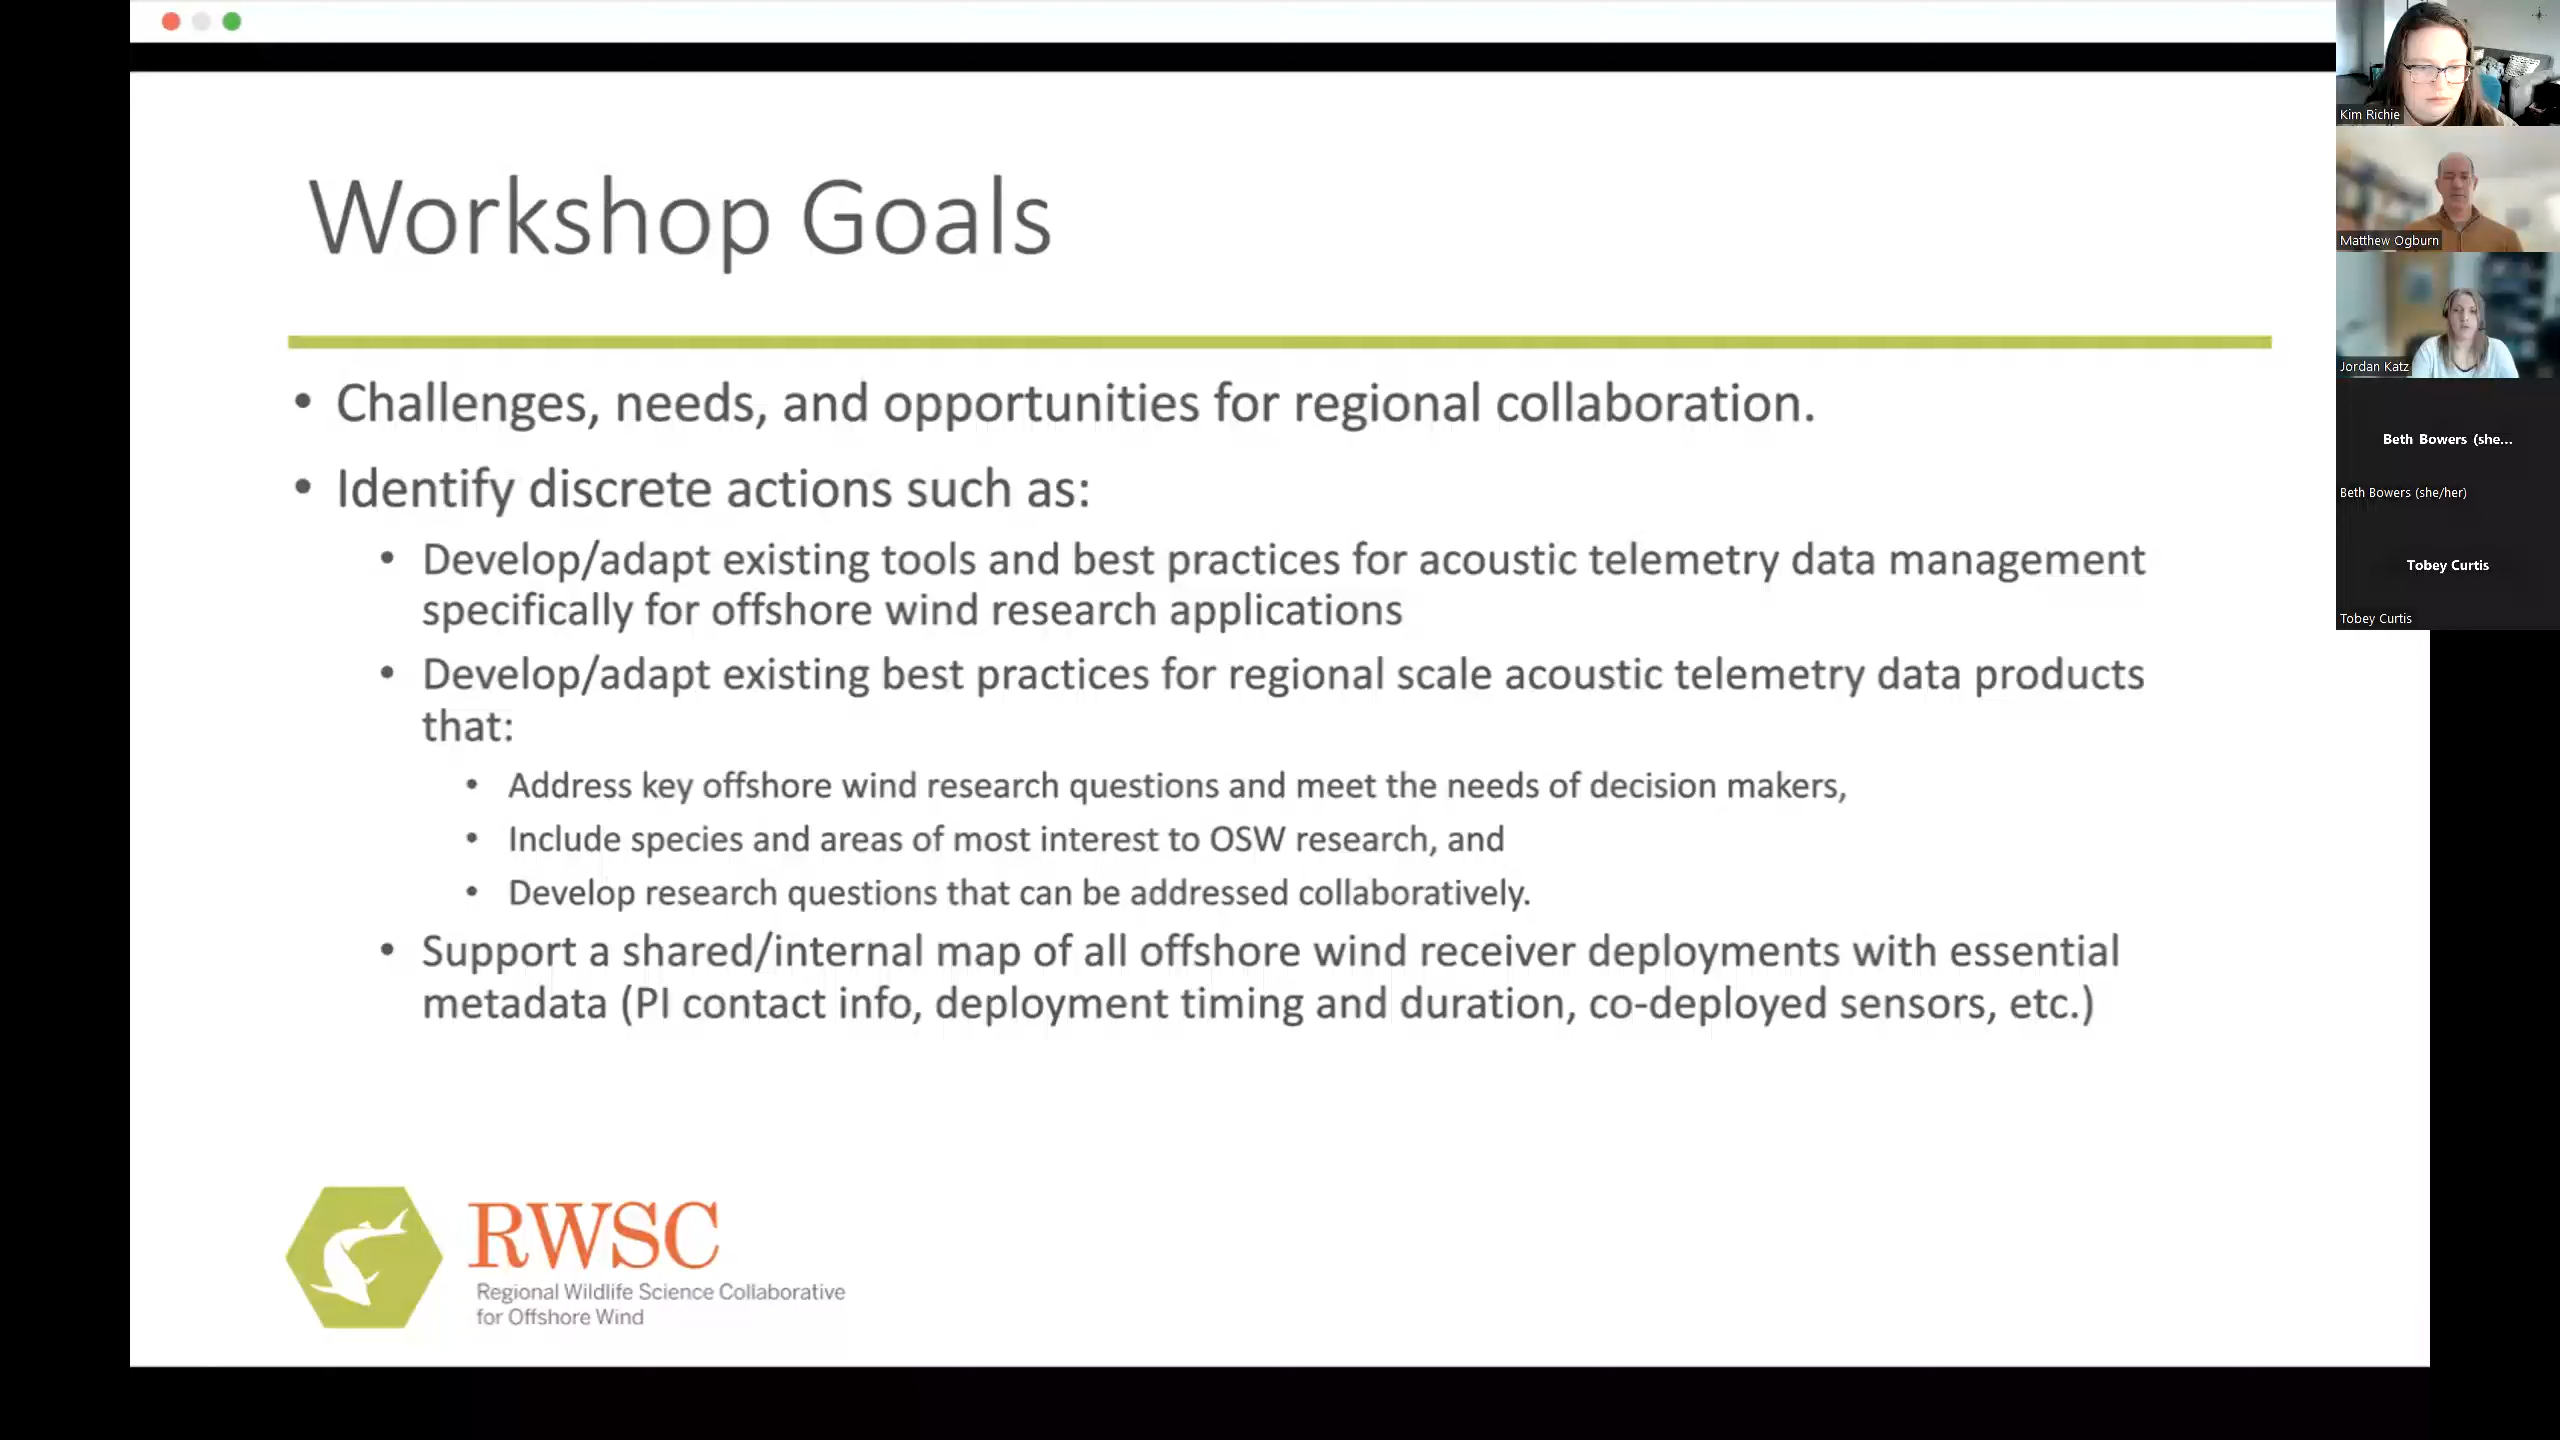 Workshop Goals
• Challenges, needs, and opportunities for regional collaboration.
• Identify discrete actions such as:
• Develop/adapt existing tools and best practices for acoustic telemetry data management
specifically for offshore wind research applications
• Develop/adapt existing best practices for regional scale acoustic telemetry data products
that:
• Address key offshore wind research questions and meet the needs of decision makers,
• Include species and areas of most interest to OSW research, and
• Develop research questions that can be addressed collaboratively.
• Support a shared/internal map of all offshore wind receiver deployments with essential
metadata (PI contact info, deployment timing and duration, co-deployed sensors, etc.)
RWSC
Regional Wildlife Science Collaborative
for Offshore Wind
Kim Richie
Matthew Ogburn
Jordan Katz
Beth Bowers (she...
Beth Bowers (she/her)
Tobey Curtis
Tobey Curtis